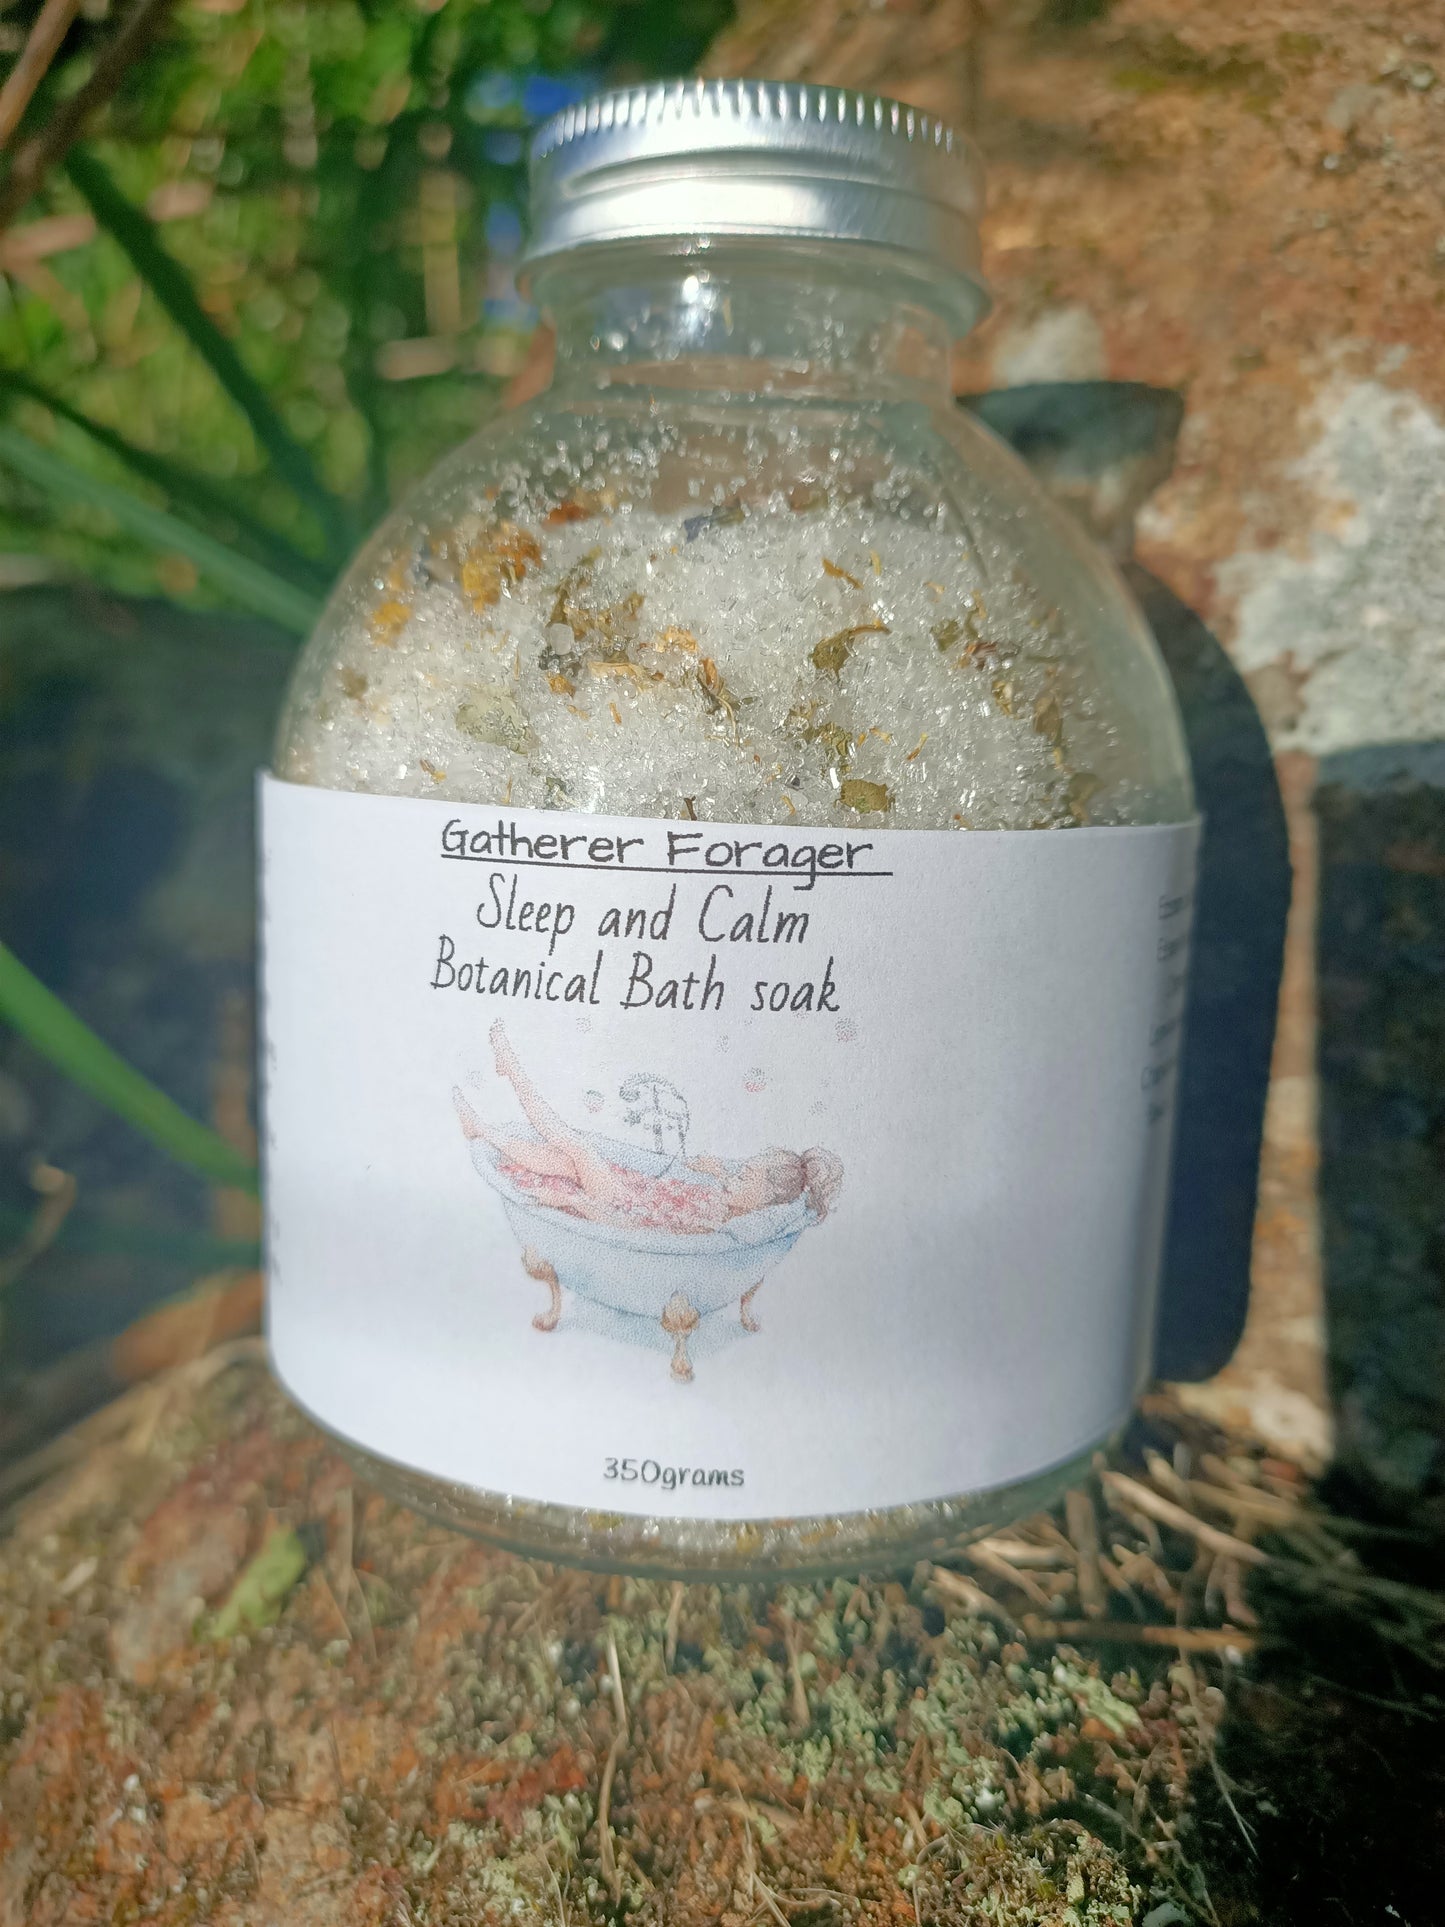 Gatherer Forager
Sleep and Calm
Botanical Bath soak
350grams